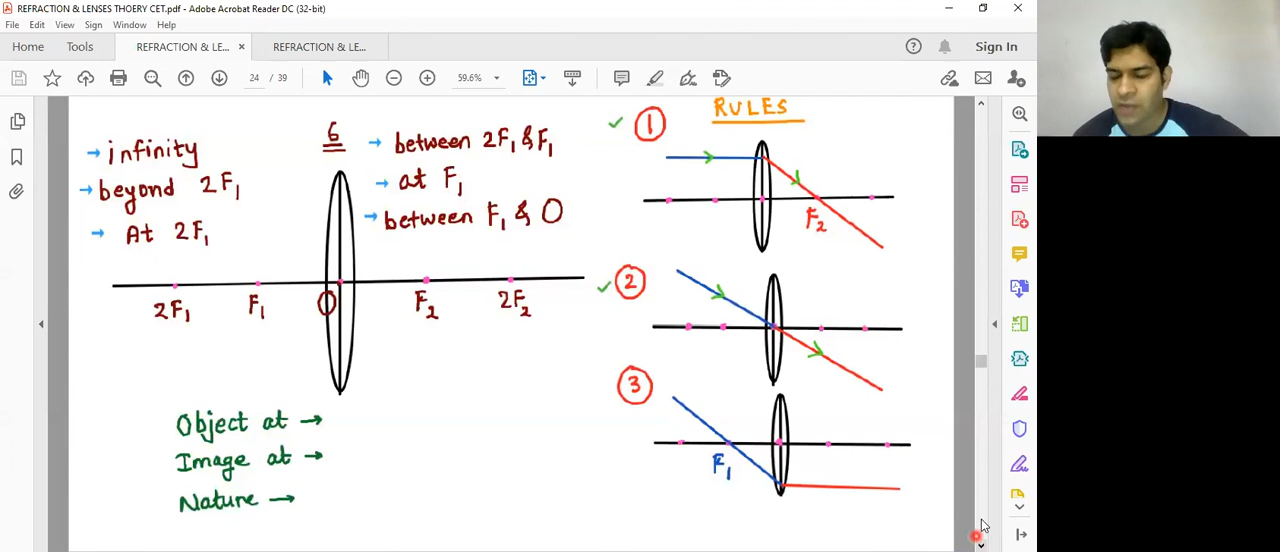 REFRACTION & LENSES THOERY CET.pdf - Adobe Acrobat Reader DC (32-bit)
File Edit View Sign Window Help
Home Tools REFRACTION & LE... × REFRACTION & LE...
Sign In
24 / 39
59.6%
→ infinity
→ beyond 2F1
→ At 2F1
6
→ between 2F1 & F1
→ at F1
→ between F1 & O
2F1 F1 O F2 2F2
Object at →
Image at →
Nature →
RULES
✓ 1
F2
✓ 2
3
F1